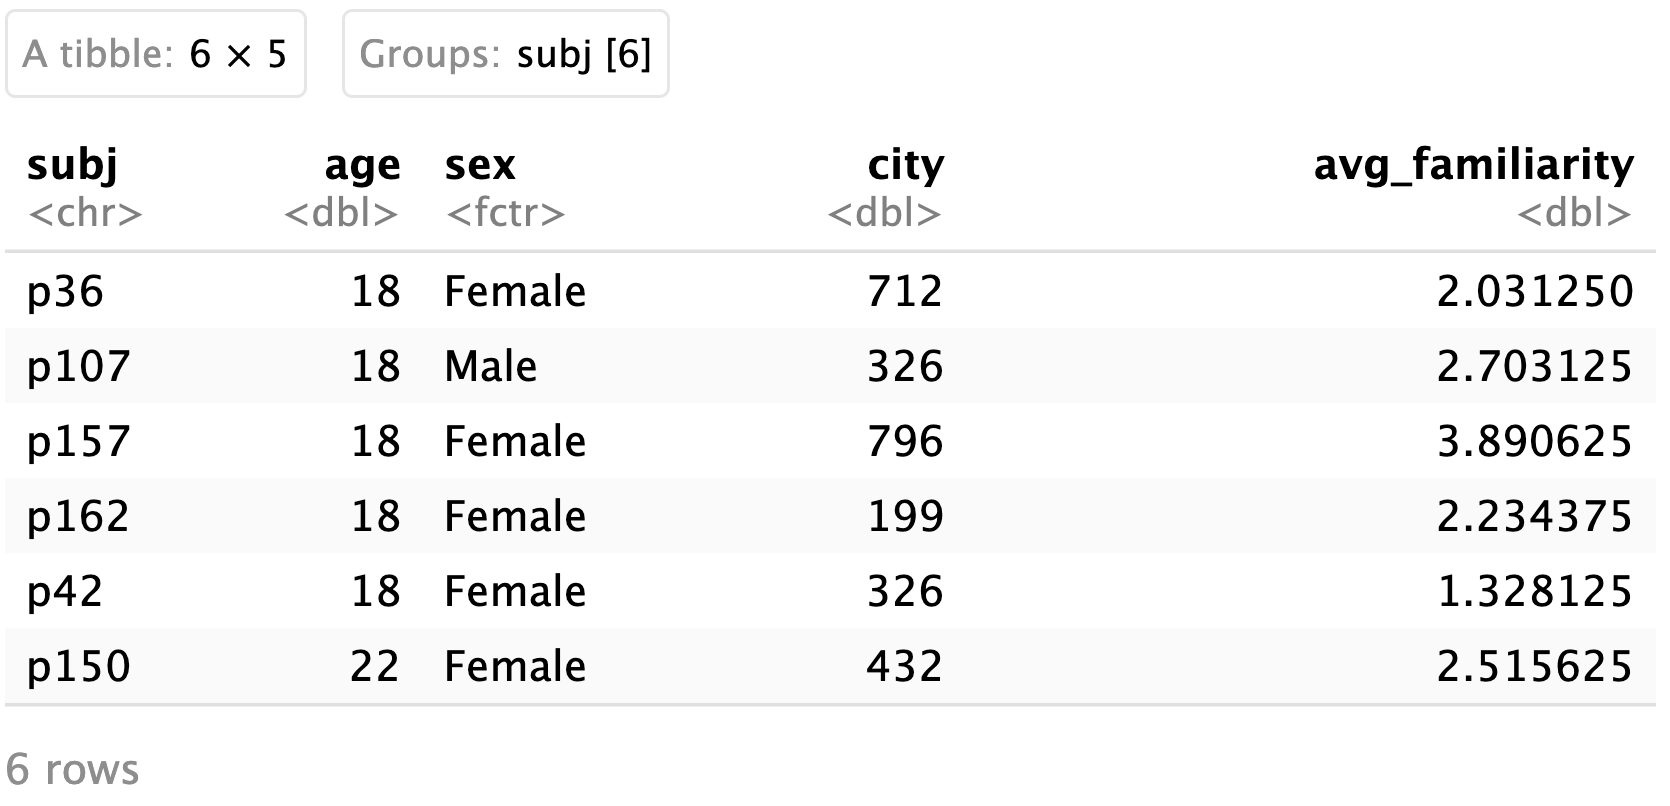 A tibble: 6 × 5 Groups: subj [6]
subj age sex city avg_familiarity
<chr> <dbl> <fctr> <dbl> <dbl>
p36 18 Female 712 2.031250
p107 18 Male 326 2.703125
p157 18 Female 796 3.890625
p162 18 Female 199 2.234375
p42 18 Female 326 1.328125
p150 22 Female 432 2.515625
6 rows